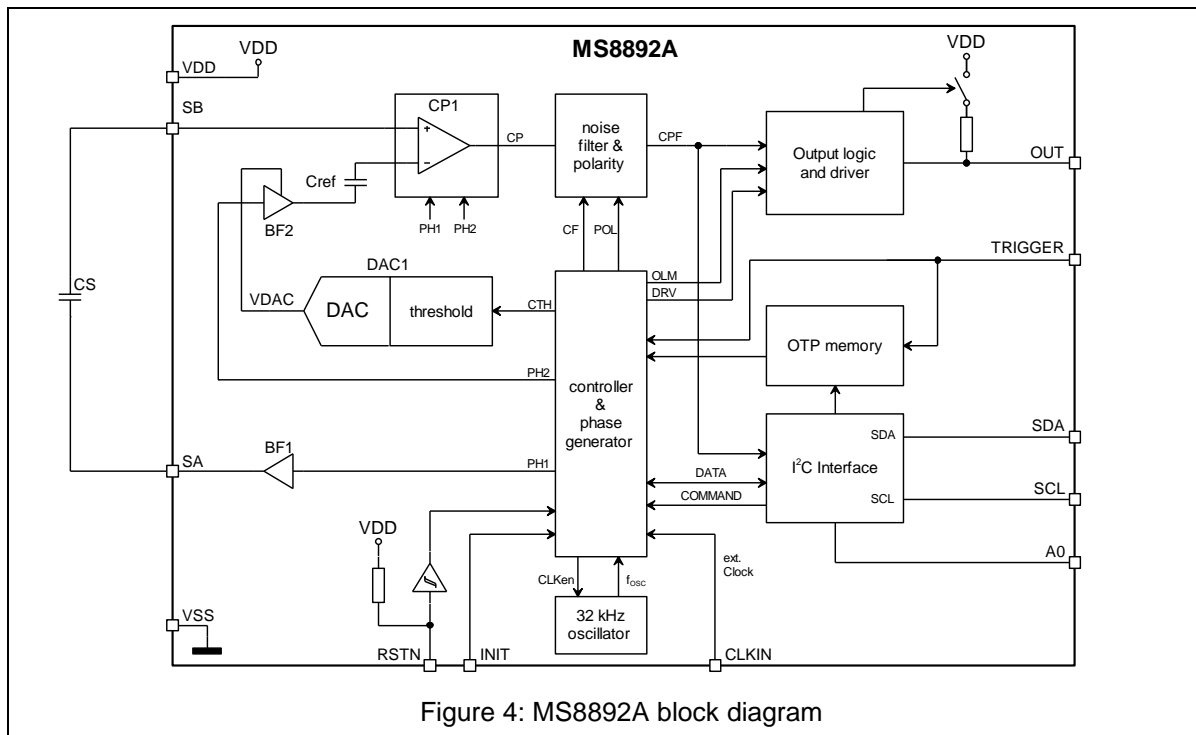 MS8892A
VDD
VDD
VDD
SB
CP1
+
−
CP
noise
filter &
polarity
CPF
Output logic
and driver
OUT
Cref
BF2
PH1
PH2
CF
POL
TRIGGER
CS
DAC1
VDAC
DAC
threshold
CTH
OLM
DRV
OTP memory
PH2
controller
&
phase
generator
SDA
SDA
I²C Interface
SA
BF1
PH1
DATA
COMMAND
SCL
SCL
VDD
A0
ext.
Clock
CLKen
fOSC
32 kHz
oscillator
VSS
RSTN
INIT
CLKIN
Figure 4: MS8892A block diagram